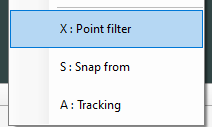 X : Point filter
S : Snap from
A : Tracking